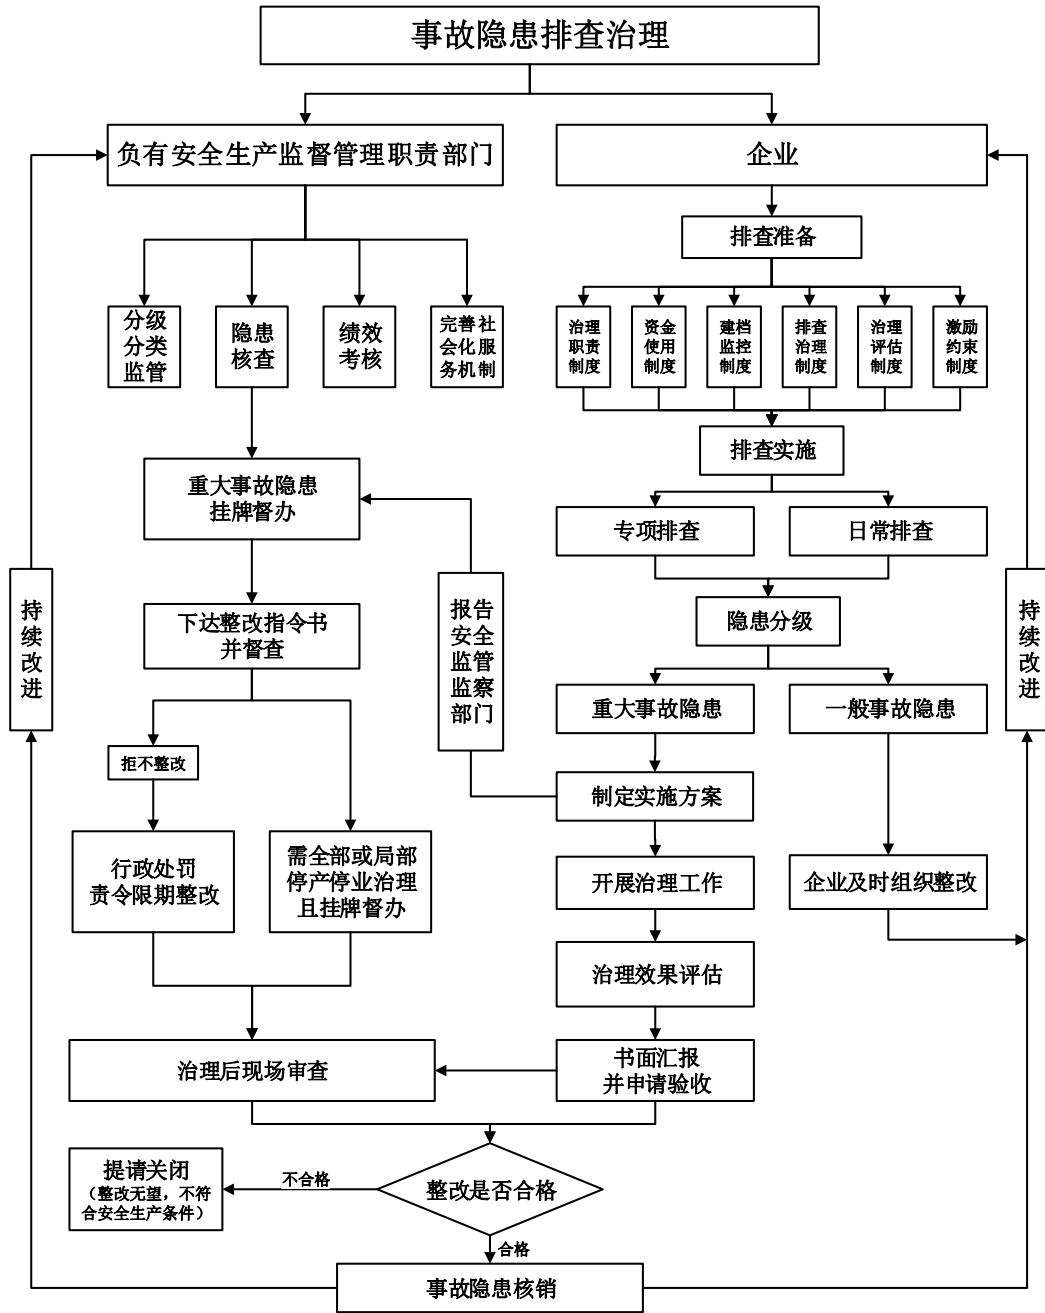 事故隐患排查治理
负有安全生产监督管理职责部门
企业
排查准备
分级
分类
监管
隐患
核查
绩效
考核
完善社
会化服
务机制
治理
职责
制度
资金
使用
制度
建档
监控
制度
排查
治理
制度
治理
评估
制度
激励
约束
制度
排查实施
重大事故隐患
挂牌督办
专项排查
日常排查
持
续
改
进
报告
安全
监管
监察
部门
持
续
改
进
下达整改指令书
并督查
隐患分级
重大事故隐患
一般事故隐患
拒不整改
制定实施方案
行政处罚
责令限期整改
需全部或局部
停产停业治理
且挂牌督办
开展治理工作
企业及时组织整改
治理效果评估
治理后现场审查
书面汇报
并申请验收
提请关闭
（整改无望，不符
合安全生产条件）
不合格
整改是否合格
合格
事故隐患核销